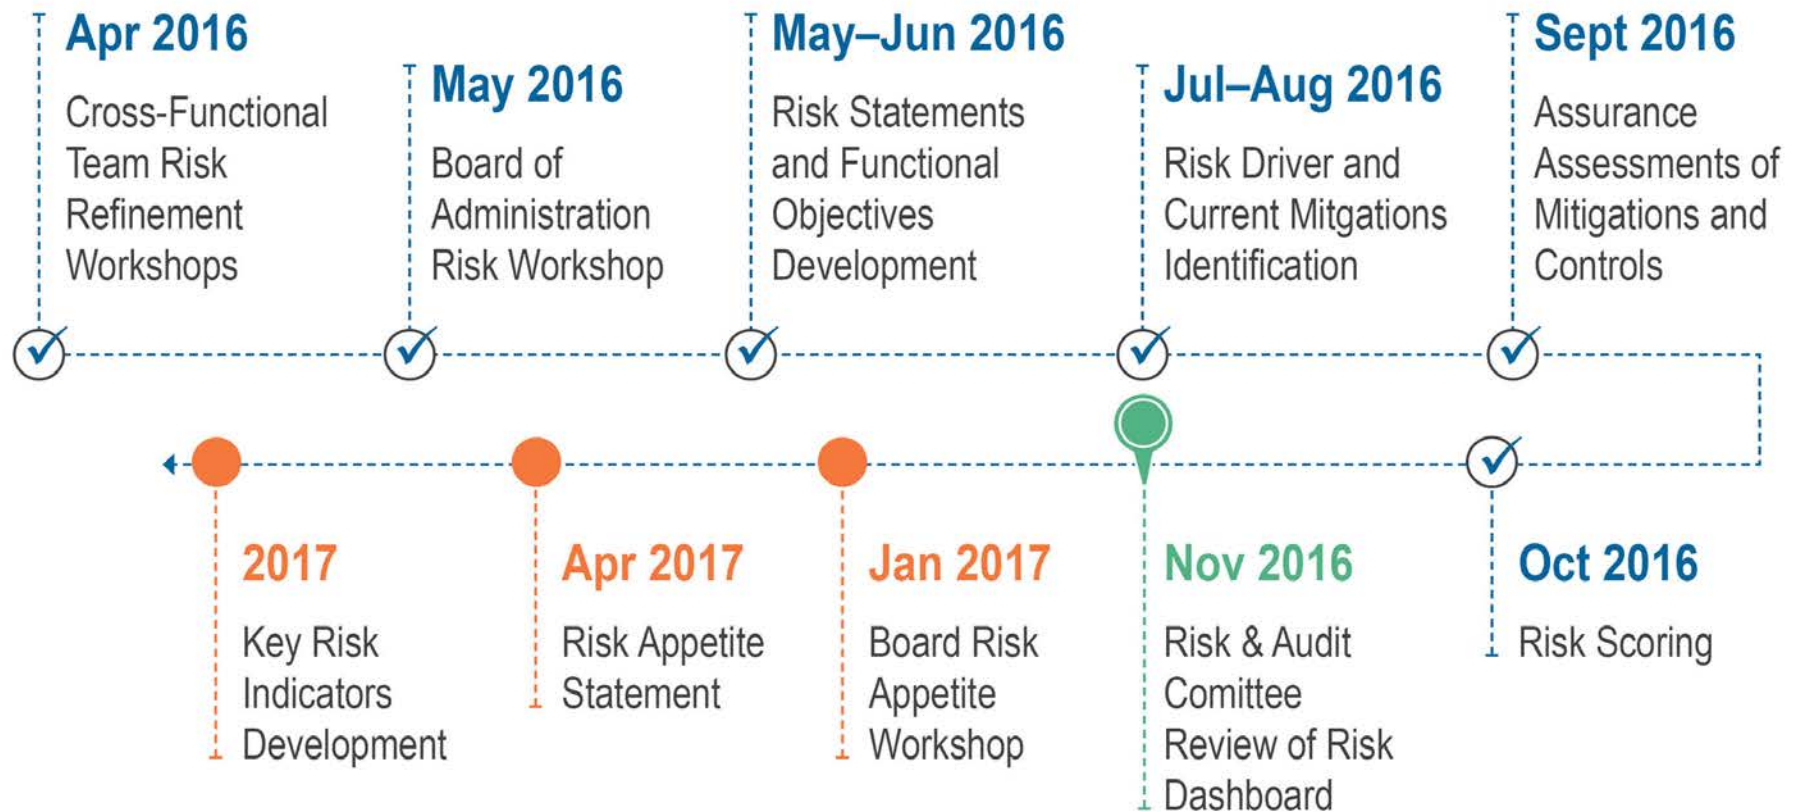 Apr 2016
Cross-Functional
Team Risk
Refinement
Workshops
May 2016
Board of
Administration
Risk Workshop
May–Jun 2016
Risk Statements
and Functional
Objectives
Development
Jul–Aug 2016
Risk Driver and
Current Mitgations
Identification
Sept 2016
Assurance
Assessments of
Mitigations and
Controls
2017
Key Risk
Indicators
Development
Apr 2017
Risk Appetite
Statement
Jan 2017
Board Risk
Appetite
Workshop
Nov 2016
Risk & Audit
Comittee
Review of Risk
Dashboard
Oct 2016
Risk Scoring